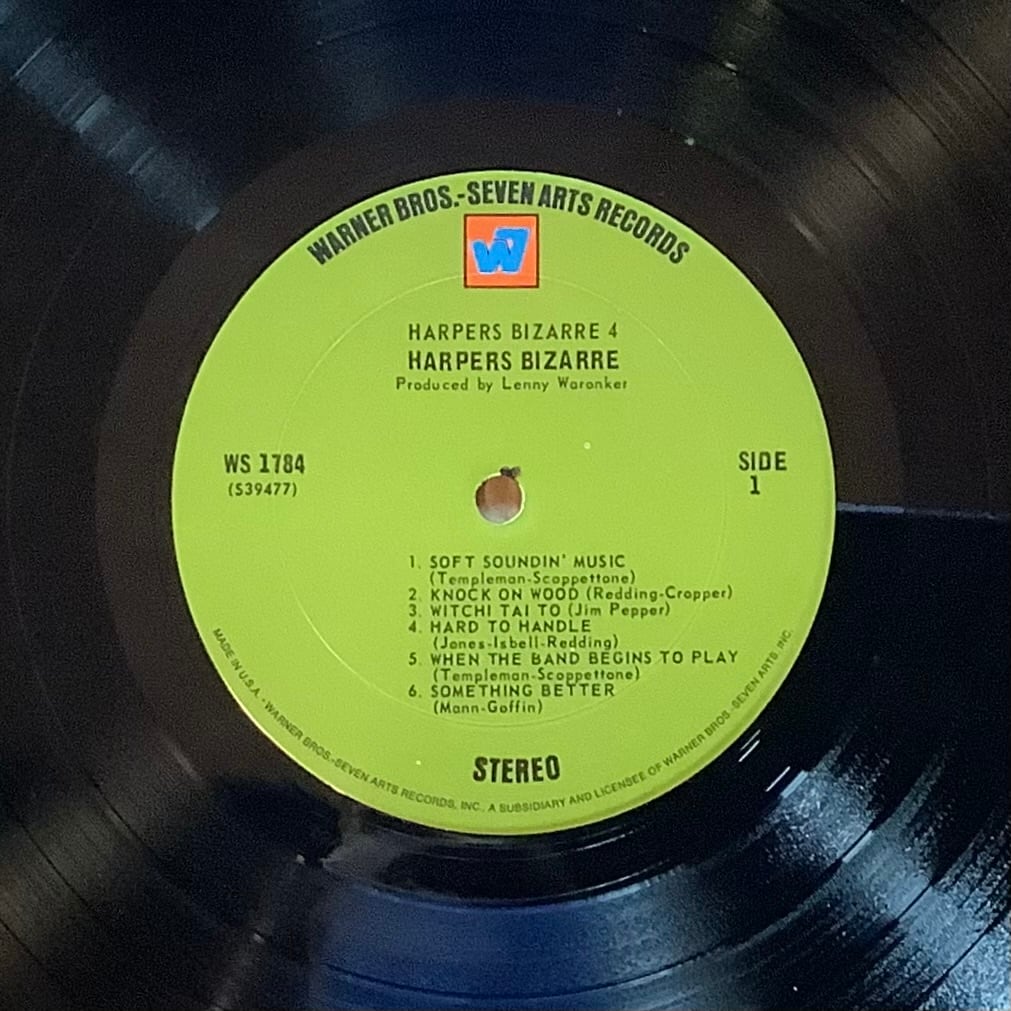 WARNER BROS.-SEVEN ARTS RECORDS
W7
HARPERS BIZARRE 4
HARPERS BIZARRE
Produced by Lenny Waronker
WS 1784
(S39477)
SIDE
1
1. SOFT SOUNDIN' MUSIC
(Templeman-Scoppettone)
2. KNOCK ON WOOD (Redding-Cropper)
3. WITCHI TAI TO (Jim Pepper)
4. HARD TO HANDLE
(Jones-Isbell-Redding)
5. WHEN THE BAND BEGINS TO PLAY
(Templeman-Scoppettone)
6. SOMETHING BETTER
(Mann-Goffin)
STEREO
MADE IN U.S.A. · WARNER BROS.-SEVEN ARTS RECORDS, INC., A SUBSIDIARY AND LICENSEE OF WARNER BROS.-SEVEN ARTS, INC.